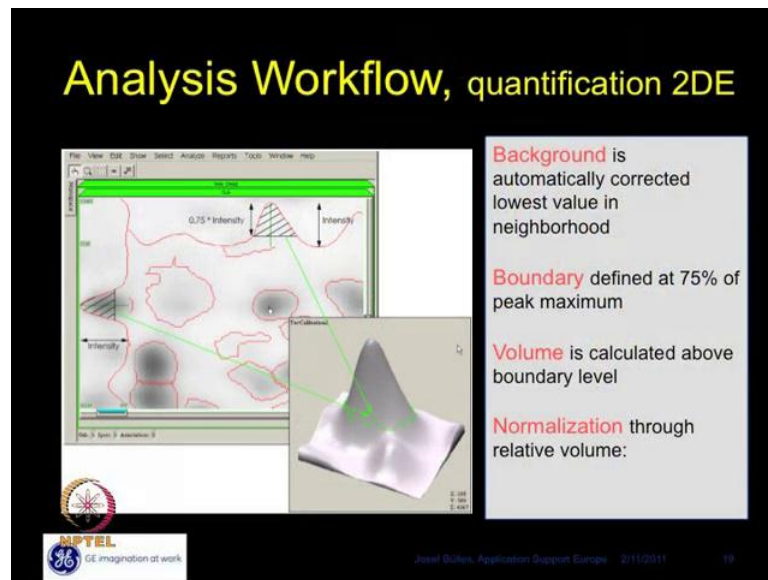 Analysis Workflow, quantification 2DE
File View Edit Show Select Analyze Reports Tools Window Help
0.75 * Intensity
Intensity
Intensity
Background is
automatically corrected
lowest value in
neighborhood
Boundary defined at 75% of
peak maximum
Volume is calculated above
boundary level
Normalization through
relative volume:
NPTEL
GE imagination at work
Josef Bülles, Application Support Europe 2/11/2011 19